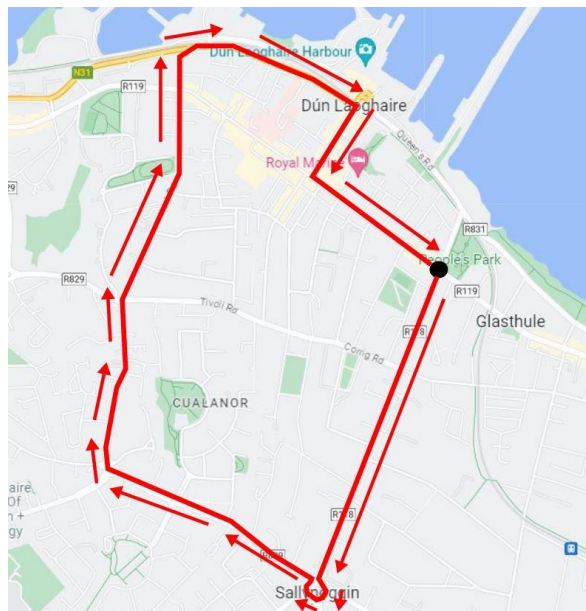 Dún Laoghaire Harbour
N31
R119
Dún Laoghaire
Queen's Rd
Royal Marine
R831
People's Park
R829
R119
Tivoli Rd
Glasthule
R118
Corrig Rd
CUALANOR
R118
Sallynoggin